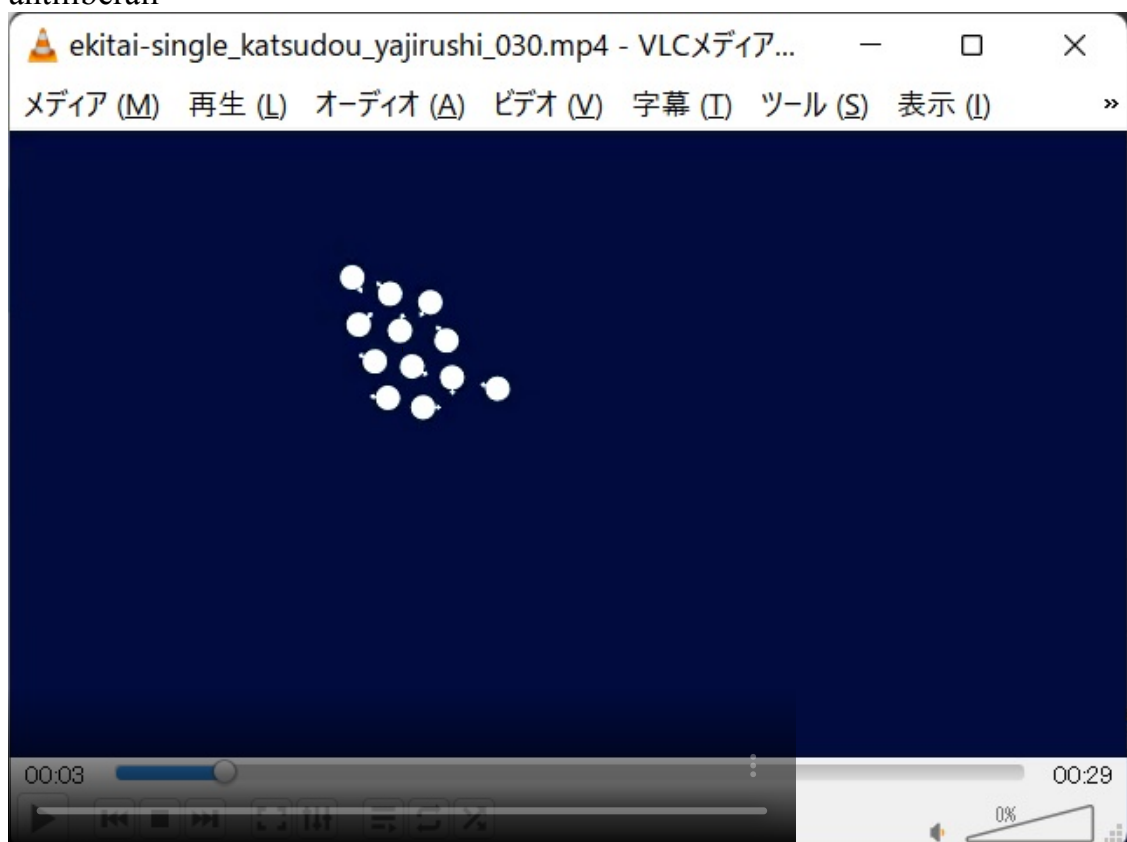 ekitai-single_katsudou_yajirushi_030.mp4 - VLCメディア...
メディア (M) 再生 (L) オーディオ (A) ビデオ (V) 字幕 (T) ツール (S) 表示 (I) »
00:03 00:29
0%